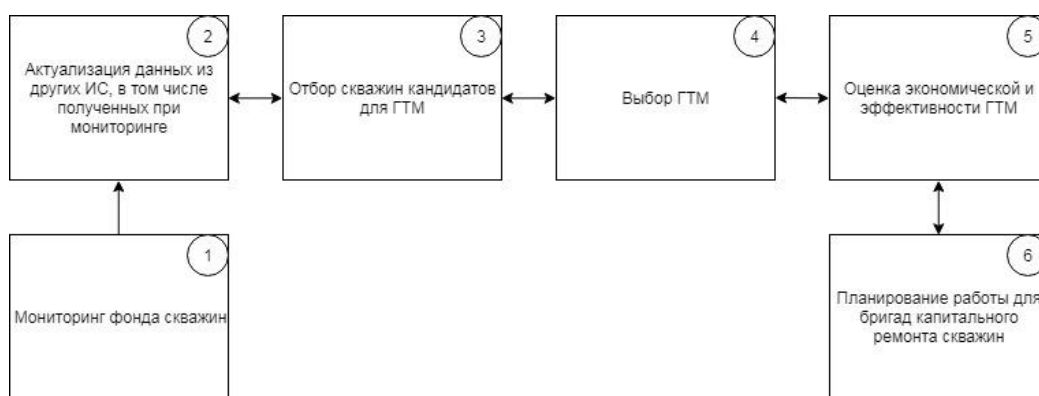 2
Актуализация данных из
других ИС, в том числе
полученных при
мониторинге
3
Отбор скважин кандидатов
для ГТМ
4
Выбор ГТМ
5
Оценка экономической и
эффективности ГТМ
1
Мониторинг фонда скважин
6
Планирование работы для
бригад капитального
ремонта скважин